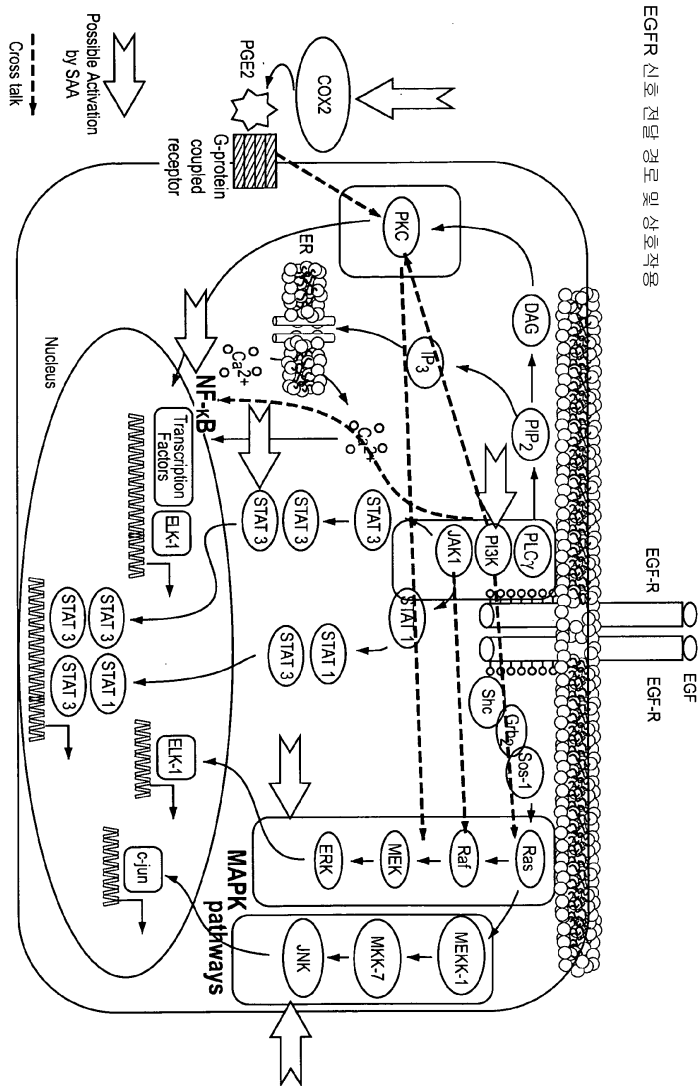 EGFR 신호 전달 경로 및 상호작용
EGF
EGF-R
EGF-R
PLCγ
PI3K
JAK1
PIP2
DAG
PKC
IP3
ER
Ca2+
Ca2+
COX2
PGE2
G-protein
coupled
receptor
Shc
Grb2
Sos-1
Ras
Raf
MEK
ERK
MEKK-1
MKK-7
JNK
MAPK
pathways
STAT 3
STAT 3
STAT 3
STAT 1
STAT 1
STAT 3
NF-κB
Nucleus
Transcription
Factors
ELK-1
STAT 3
STAT 3
STAT 1
STAT 3
ELK-1
c-jun
Possible Activation
by SAA
Cross talk